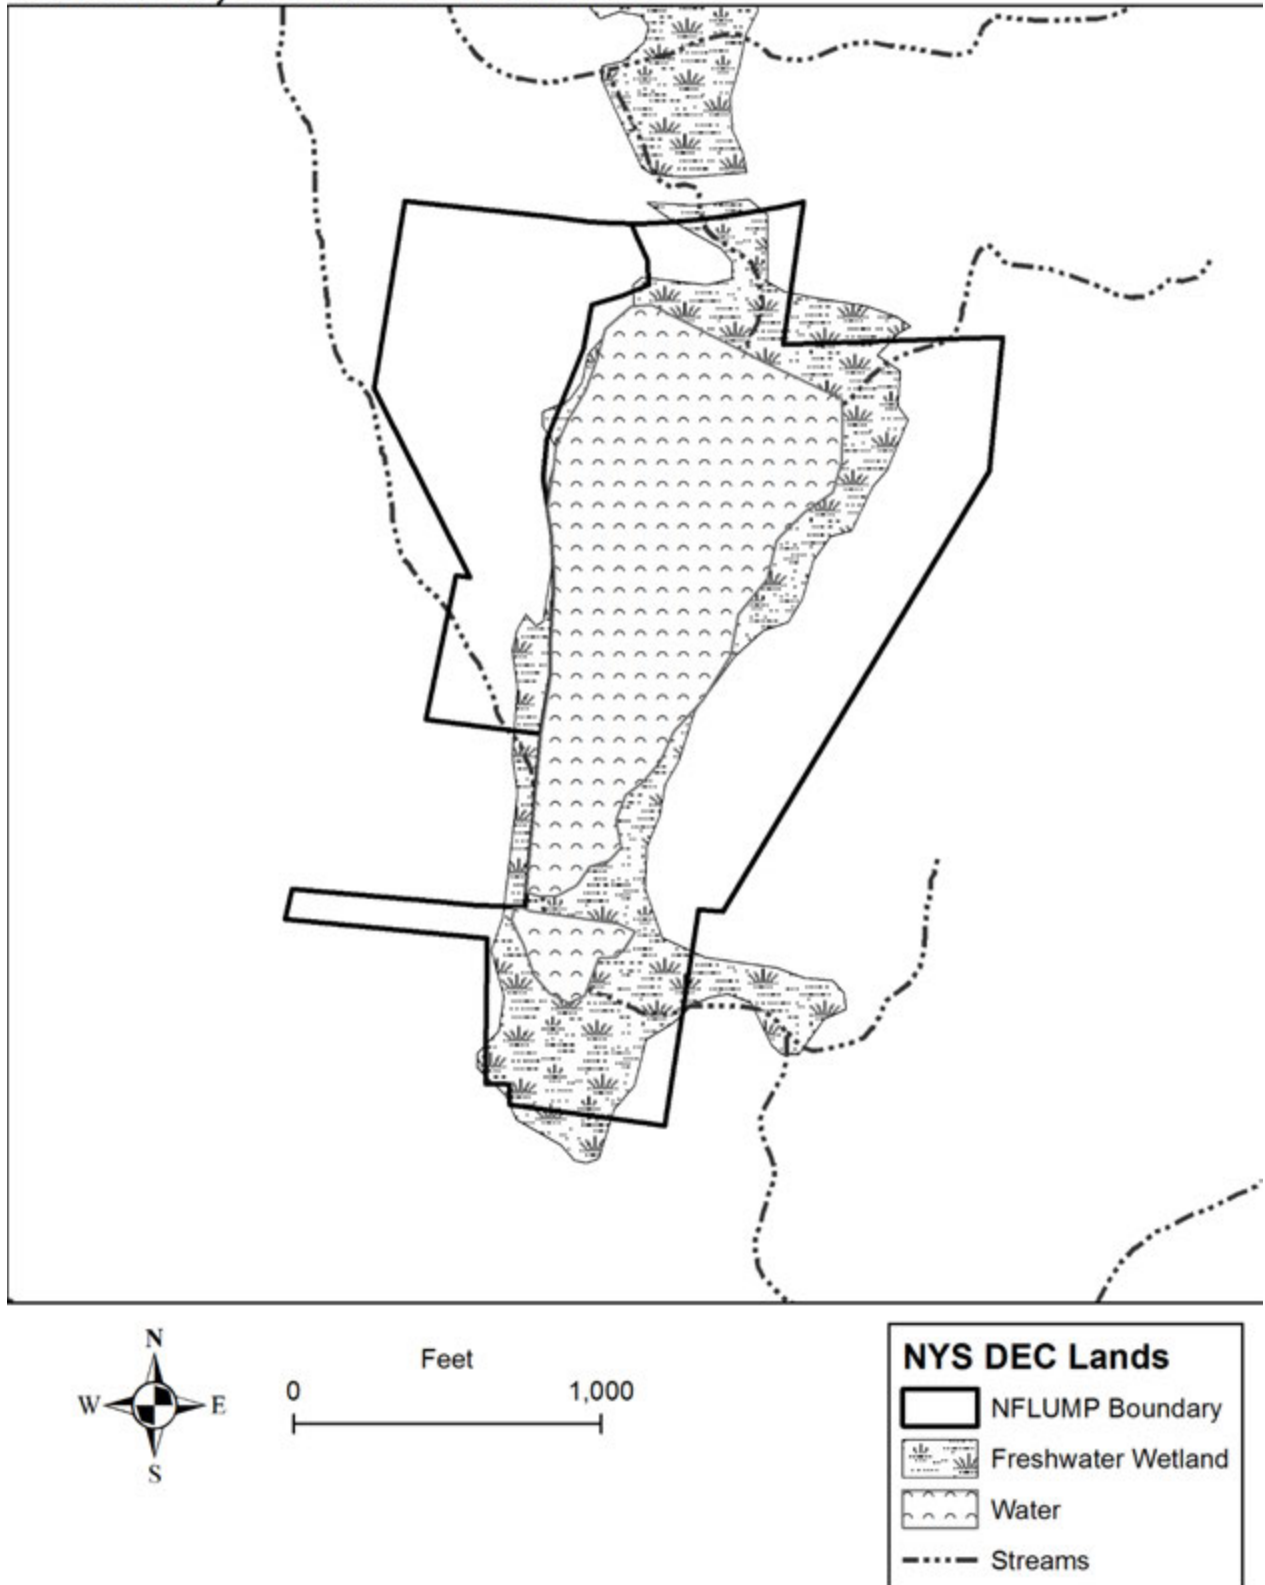 N
W E
S
Feet
0 1,000
NYS DEC Lands
NFLUMP Boundary
Freshwater Wetland
Water
Streams